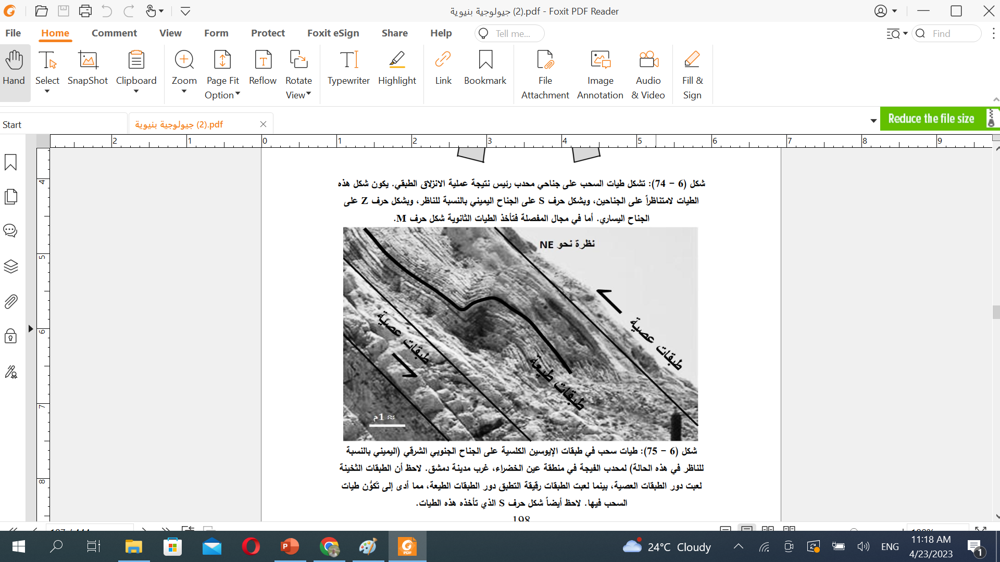 جيولوجية بنيوية (2).pdf - Foxit PDF Reader
File Home Comment View Form Protect Foxit eSign Share Help Tell me... Find
Hand Select SnapShot Clipboard Zoom Page Fit Option Reflow Rotate View Typewriter Highlight Link Bookmark File Attachment Image Annotation Audio & Video Fill & Sign
Reduce the file size
Start جيولوجية بنيوية (2).pdf
2 1 0 1 2 3 4 5 6 7 8 9
4
5
6
7
8
شكل (6 – 74): تشكل طيات السحب على جناحي محدب رئيس نتيجة عملية الانزلاق الطبقي. يكون شكل هذه
الطيات لامتناظراً على الجناحين، وبشكل حرف S على الجناح اليميني بالنسبة للناظر، وبشكل حرف Z على
الجناح اليساري. أما في مجال المفصلة فتأخذ الطيات الثانوية شكل حرف M.
نظرة نحو NE
طبقات عصية
طبقات عصية
طبقات طيعة
≈ 1م
شكل (6 – 75): طيات سحب في طبقات الإيوسين الكلسية على الجناح الجنوبي الشرقي (اليميني بالنسبة
للناظر في هذه الحالة) لمحدب الفيجة في منطقة عين الخضراء، غرب مدينة دمشق. لاحظ أن الطبقات الثخينة
لعبت دور الطبقات العصية، بينما لعبت الطبقات رقيقة التطبق دور الطبقات الطيعة، مما أدى إلى تَكوُّن طيات
السحب فيها. لاحظ أيضاً شكل حرف S الذي تأخذه هذه الطيات.
198
24°C Cloudy ENG 11:18 AM
4/23/2023 1